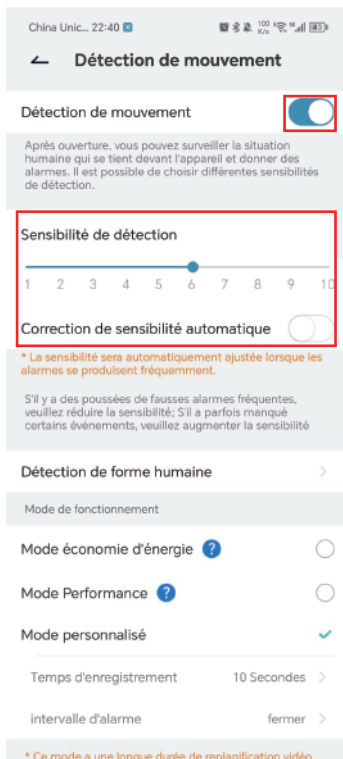 China Unic... 22:40
100 K/s
Détection de mouvement
Détection de mouvement
Après ouverture, vous pouvez surveiller la situation
humaine qui se tient devant l'appareil et donner des
alarmes. Il est possible de choisir différentes sensibilités
de détection.
Sensibilité de détection
1 2 3 4 5 6 7 8 9 10
Correction de sensibilité automatique
* La sensibilité sera automatiquement ajustée lorsque les
alarmes se produisent fréquemment.
S'il y a des poussées de fausses alarmes fréquentes,
veuillez réduire la sensibilité; S'il a parfois manqué
certains événements, veuillez augmenter la sensibilité
Détection de forme humaine
Mode de fonctionnement
Mode économie d'énergie ?
Mode Performance ?
Mode personnalisé
Temps d'enregistrement 10 Secondes
intervalle d'alarme fermer
* Ce mode a une longue durée de replanification vidéo